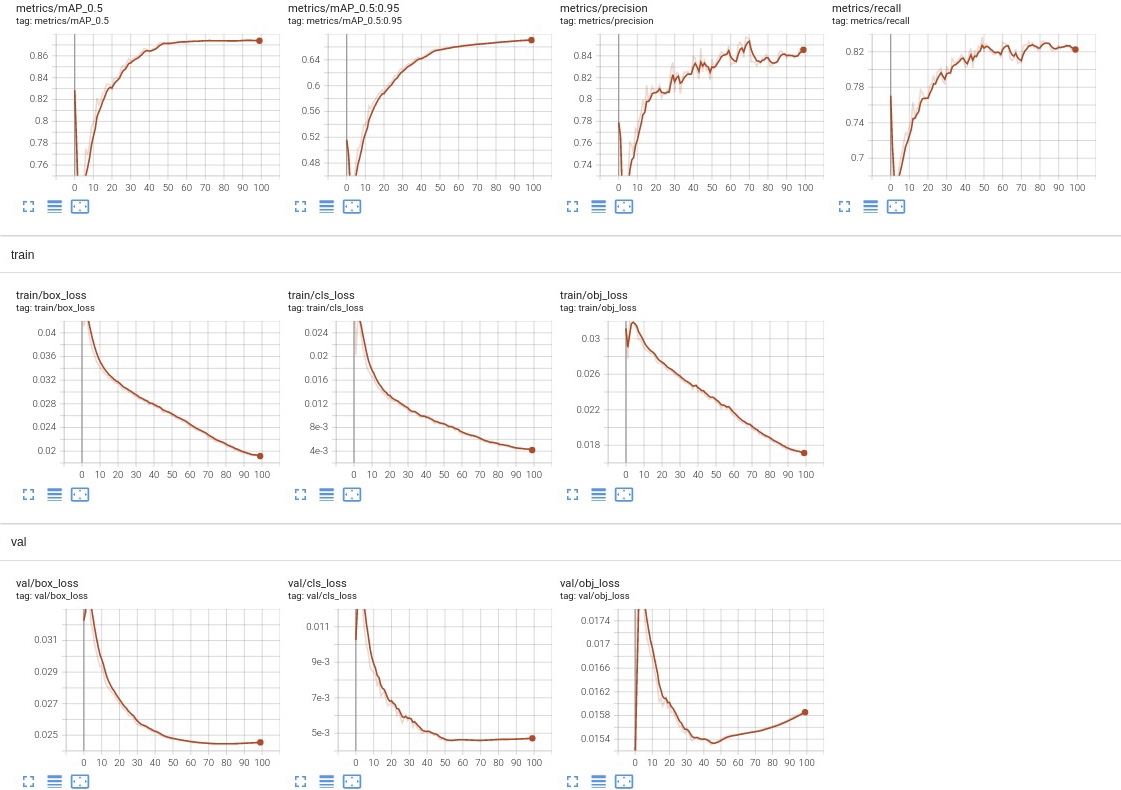 metrics/mAP_0.5
tag: metrics/mAP_0.5
0.86
0.84
0.82
0.8
0.78
0.76
0 10 20 30 40 50 60 70 80 90 100
metrics/mAP_0.5:0.95
tag: metrics/mAP_0.5:0.95
0.64
0.6
0.56
0.52
0.48
0 10 20 30 40 50 60 70 80 90 100
metrics/precision
tag: metrics/precision
0.84
0.82
0.8
0.78
0.76
0.74
0 10 20 30 40 50 60 70 80 90 100
metrics/recall
tag: metrics/recall
0.82
0.78
0.74
0.7
0 10 20 30 40 50 60 70 80 90 100
train
train/box_loss
tag: train/box_loss
0.04
0.036
0.032
0.028
0.024
0.02
0 10 20 30 40 50 60 70 80 90 100
train/cls_loss
tag: train/cls_loss
0.024
0.02
0.016
0.012
8e-3
4e-3
0 10 20 30 40 50 60 70 80 90 100
train/obj_loss
tag: train/obj_loss
0.03
0.026
0.022
0.018
0 10 20 30 40 50 60 70 80 90 100
val
val/box_loss
tag: val/box_loss
0.031
0.029
0.027
0.025
0 10 20 30 40 50 60 70 80 90 100
val/cls_loss
tag: val/cls_loss
0.011
9e-3
7e-3
5e-3
0 10 20 30 40 50 60 70 80 90 100
val/obj_loss
tag: val/obj_loss
0.0174
0.017
0.0166
0.0162
0.0158
0.0154
0 10 20 30 40 50 60 70 80 90 100